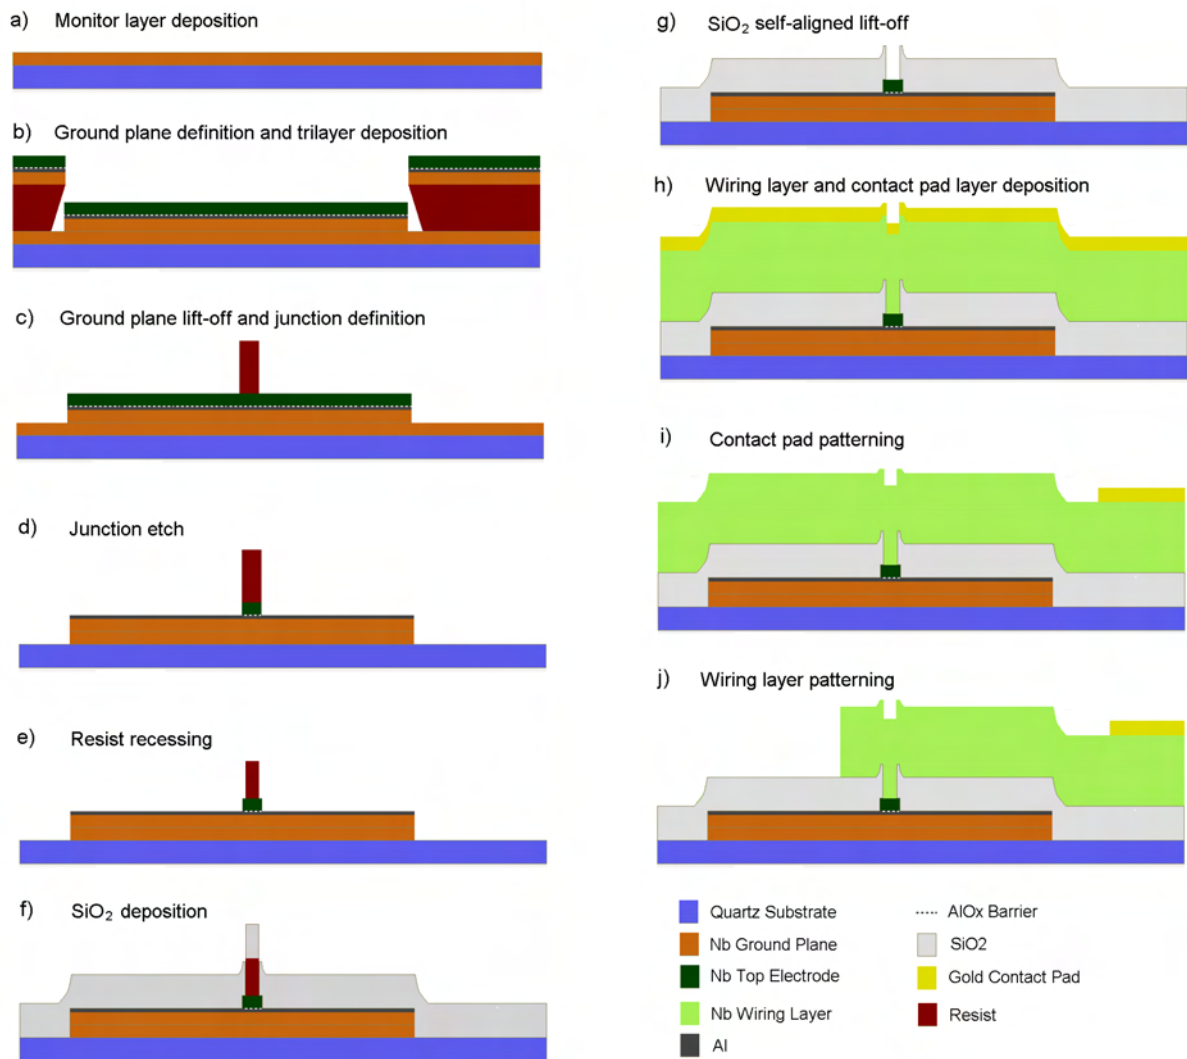 a) Monitor layer deposition
b) Ground plane definition and trilayer deposition
c) Ground plane lift-off and junction definition
d) Junction etch
e) Resist recessing
f) SiO₂ deposition
g) SiO₂ self-aligned lift-off
h) Wiring layer and contact pad layer deposition
i) Contact pad patterning
j) Wiring layer patterning
Quartz Substrate
Nb Ground Plane
Nb Top Electrode
Nb Wiring Layer
Al
AlOx Barrier
SiO2
Gold Contact Pad
Resist